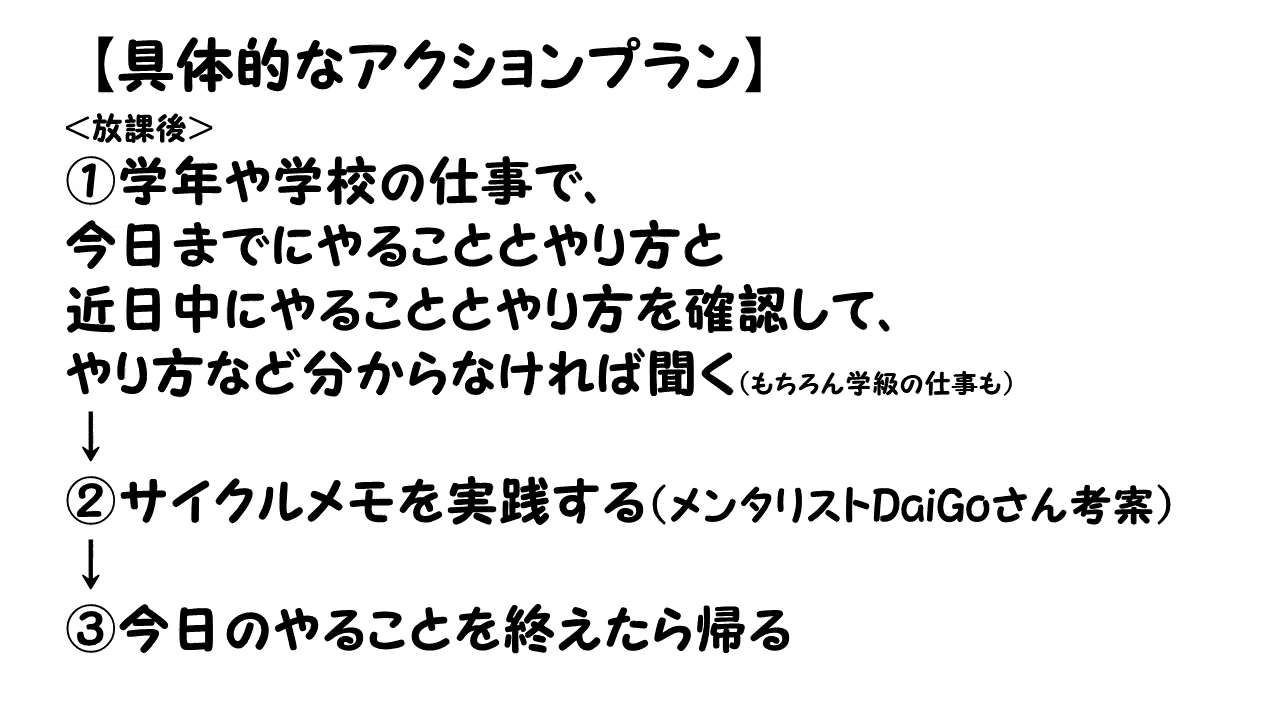 【具体的なアクションプラン】
<放課後>
①学年や学校の仕事で、
今日までにやることとやり方と
近日中にやることとやり方を確認して、
やり方など分からなければ聞く(もちろん学級の仕事も)
↓
②サイクルメモを実践する(メンタリストDaiGoさん考案)
↓
③今日のやることを終えたら帰る